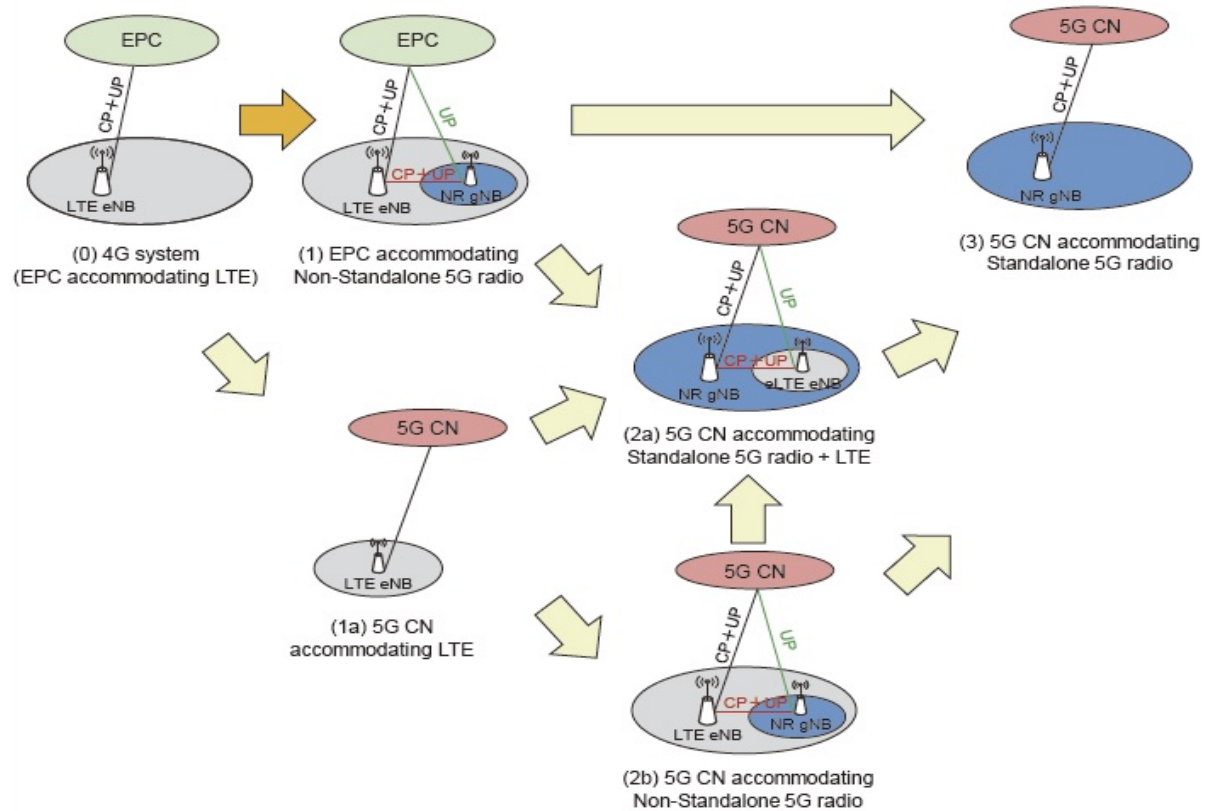 EPC
CP+UP
LTE eNB
(0) 4G system
(EPC accommodating LTE)
EPC
CP+UP
UP
CP+UP
LTE eNB
NR gNB
(1) EPC accommodating
Non-Standalone 5G radio
5G CN
CP+UP
NR gNB
(3) 5G CN accommodating
Standalone 5G radio
5G CN
CP+UP
UP
CP+UP
NR gNB
eLTE eNB
(2a) 5G CN accommodating
Standalone 5G radio + LTE
5G CN
LTE eNB
(1a) 5G CN
accommodating LTE
5G CN
CP+UP
UP
CP+UP
LTE eNB
NR gNB
(2b) 5G CN accommodating
Non-Standalone 5G radio